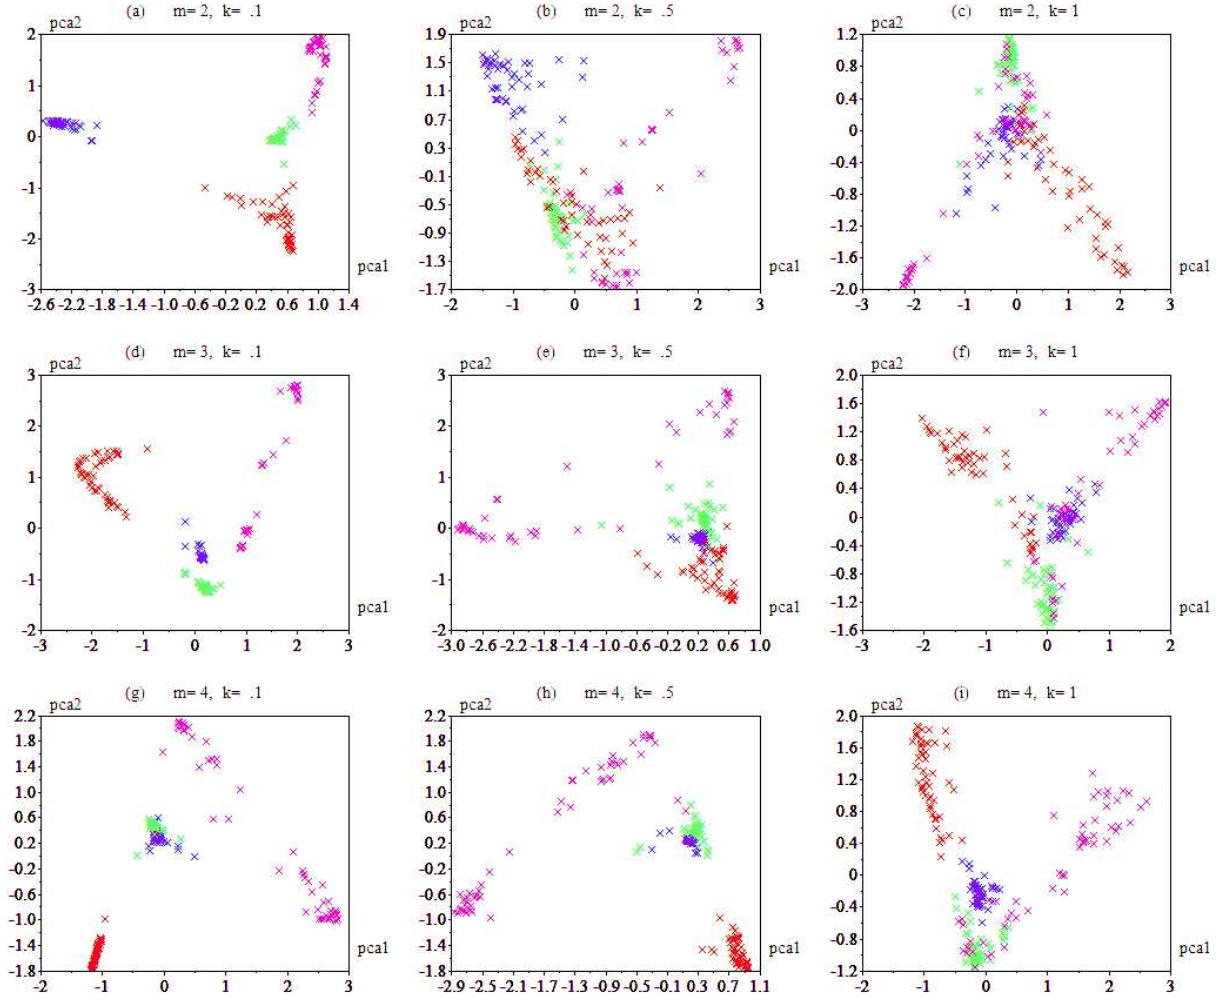 (a) m= 2, k= .1
(b) m= 2, k= .5
(c) m= 2, k= 1
pca2 pca2 pca2
2 1.9 1.2
1.7 0.8
1 1.5 0.4
1.1
0 0.7 0
0.3 -0.4
-1 -0.1 -0.8
-0.5
-2 -0.9 -1.2
-1.3 -1.6
-3 -1.7 -2.0
pca1 pca1 pca1
-2.6 -2.2 -1.8 -1.4 -1.0 -0.6 -0.2 0.2 0.6 1.0 1.4
-2 -1 0 1 2 3
-3 -2 -1 0 1 2 3
(d) m= 3, k= .1
(e) m= 3, k= .5
(f) m= 3, k= 1
pca2 pca2 pca2
3 3 2.0
1.6
2 2 1.2
0.8
1 1 0.4
0 0 0
-0.4
-1 -1 -0.8
-1.2
-2 -2 -1.6
pca1 pca1 pca1
-3 -2 -1 0 1 2 3
-3.0 -2.6 -2.2 -1.8 -1.4 -1.0 -0.6 -0.2 0.2 0.6 1.0
-3 -2 -1 0 1 2
(g) m= 4, k= .1
(h) m= 4, k= .5
(i) m= 4, k= 1
pca2 pca2 pca2
2.2 2.2 2.0
1.8 1.8 1.6
1.4 1.4 1.2
1.0 1.0 0.8
0.6 0.6 0.4
0.2 0.2 0
-0.2 -0.2
-0.6 -0.6 -0.4
-1.0 -1.0
-1.4 -1.4 -0.8
-1.8 -1.8 -1.2
pca1 pca1 pca1
-2 -1 0 1 2 3
-2.9 -2.5 -2.1 -1.7 -1.3 -0.9 -0.5 -0.1 0.3 0.7 1.1
-2 -1 0 1 2 3